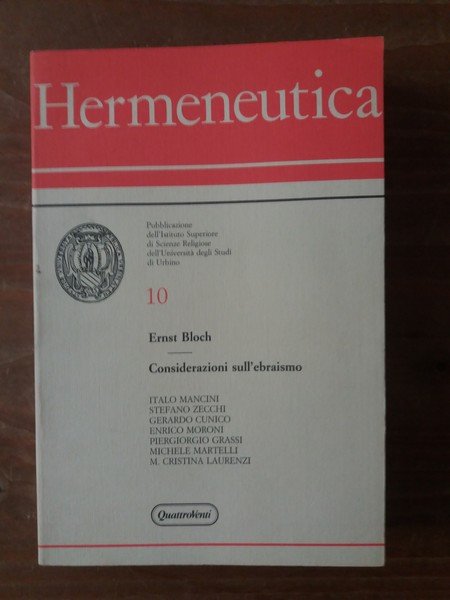 Hermeneutica
Pubblicazione
dell'Istituto Superiore
di Scienze Religiose
dell'Università degli Studi
di Urbino
10
Ernst Bloch
Considerazioni sull'ebraismo
ITALO MANCINI
STEFANO ZECCHI
GERARDO CUNICO
ENRICO MORONI
PIERGIORGIO GRASSI
MICHELE MARTELLI
M. CRISTINA LAURENZI
QuattroVenti